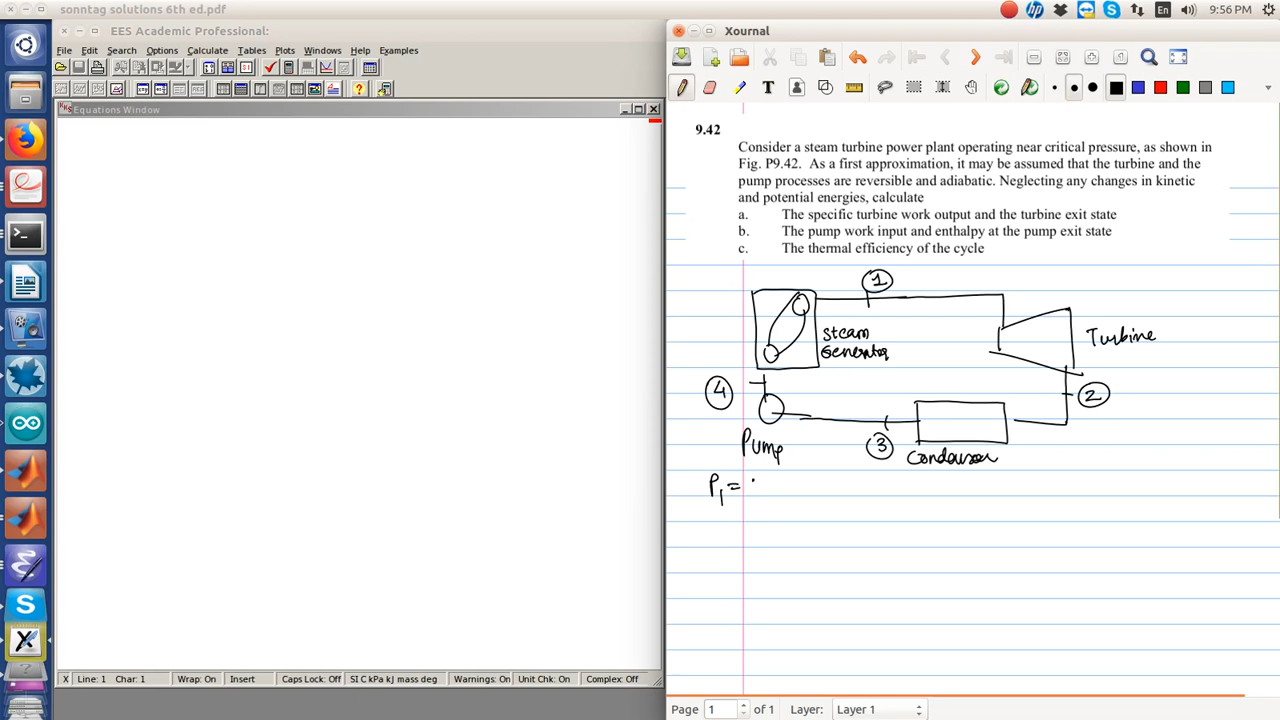 sonntag solutions 6th ed.pdf
En
9:56 PM
EES Academic Professional:
File Edit Search Options Calculate Tables Plots Windows Help Examples
Equations Window
X Line: 1 Char: 1 Wrap: On Insert Caps Lock: Off SI C kPa kJ mass deg Warnings: On Unit Chk: On Complex: Off
Xournal
9.42
Consider a steam turbine power plant operating near critical pressure, as shown in
Fig. P9.42. As a first approximation, it may be assumed that the turbine and the
pump processes are reversible and adiabatic. Neglecting any changes in kinetic
and potential energies, calculate
a. The specific turbine work output and the turbine exit state
b. The pump work input and enthalpy at the pump exit state
c. The thermal efficiency of the cycle
1
Steam
Generator
Turbine
4
2
3
Pump
Condenser
P1 =
Page 1 of 1 Layer: Layer 1